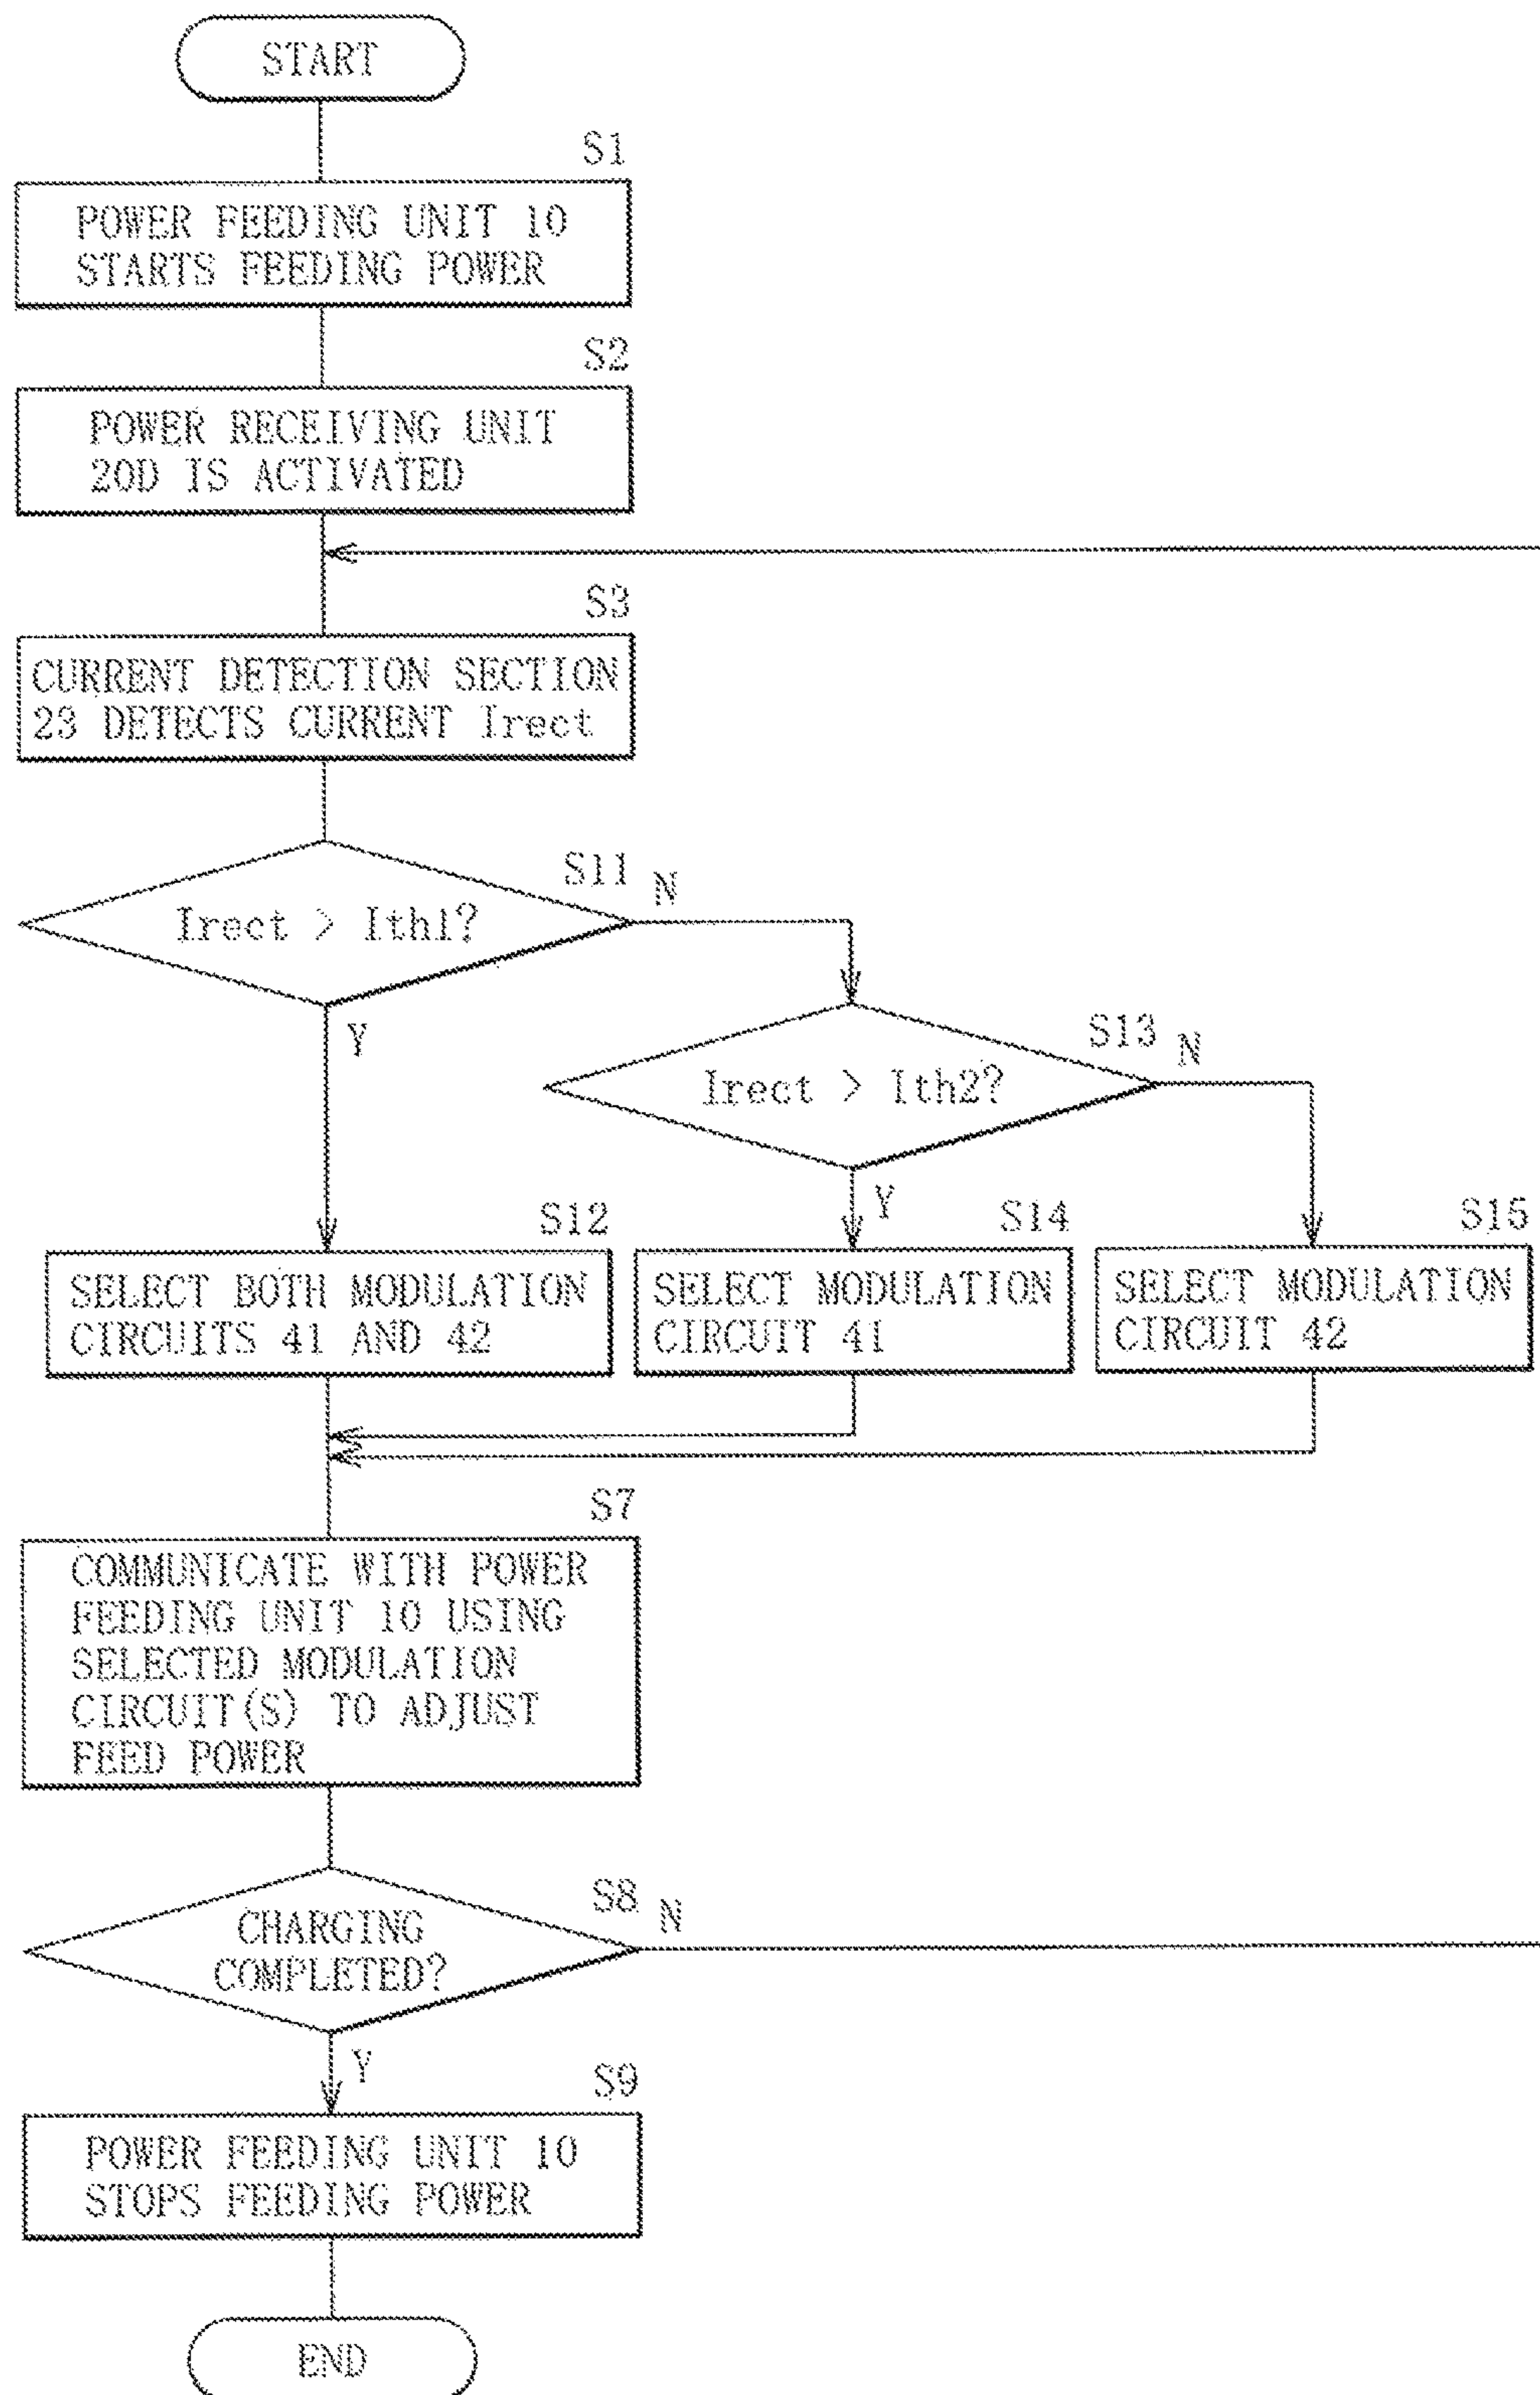 START
S1
POWER FEEDING UNIT 10
STARTS FEEDING POWER
S2
POWER RECEIVING UNIT
20D IS ACTIVATED
S3
CURRENT DETECTION SECTION
23 DETECTS CURRENT Irect
S11
N
Irect > Ith1?
Y
S13
N
Irect > Ith2?
Y
S12
SELECT BOTH MODULATION
CIRCUITS 41 AND 42
S14
SELECT MODULATION
CIRCUIT 41
S15
SELECT MODULATION
CIRCUIT 42
S7
COMMUNICATE WITH POWER
FEEDING UNIT 10 USING
SELECTED MODULATION
CIRCUIT(S) TO ADJUST
FEED POWER
S8
N
CHARGING
COMPLETED?
Y
S9
POWER FEEDING UNIT 10
STOPS FEEDING POWER
END